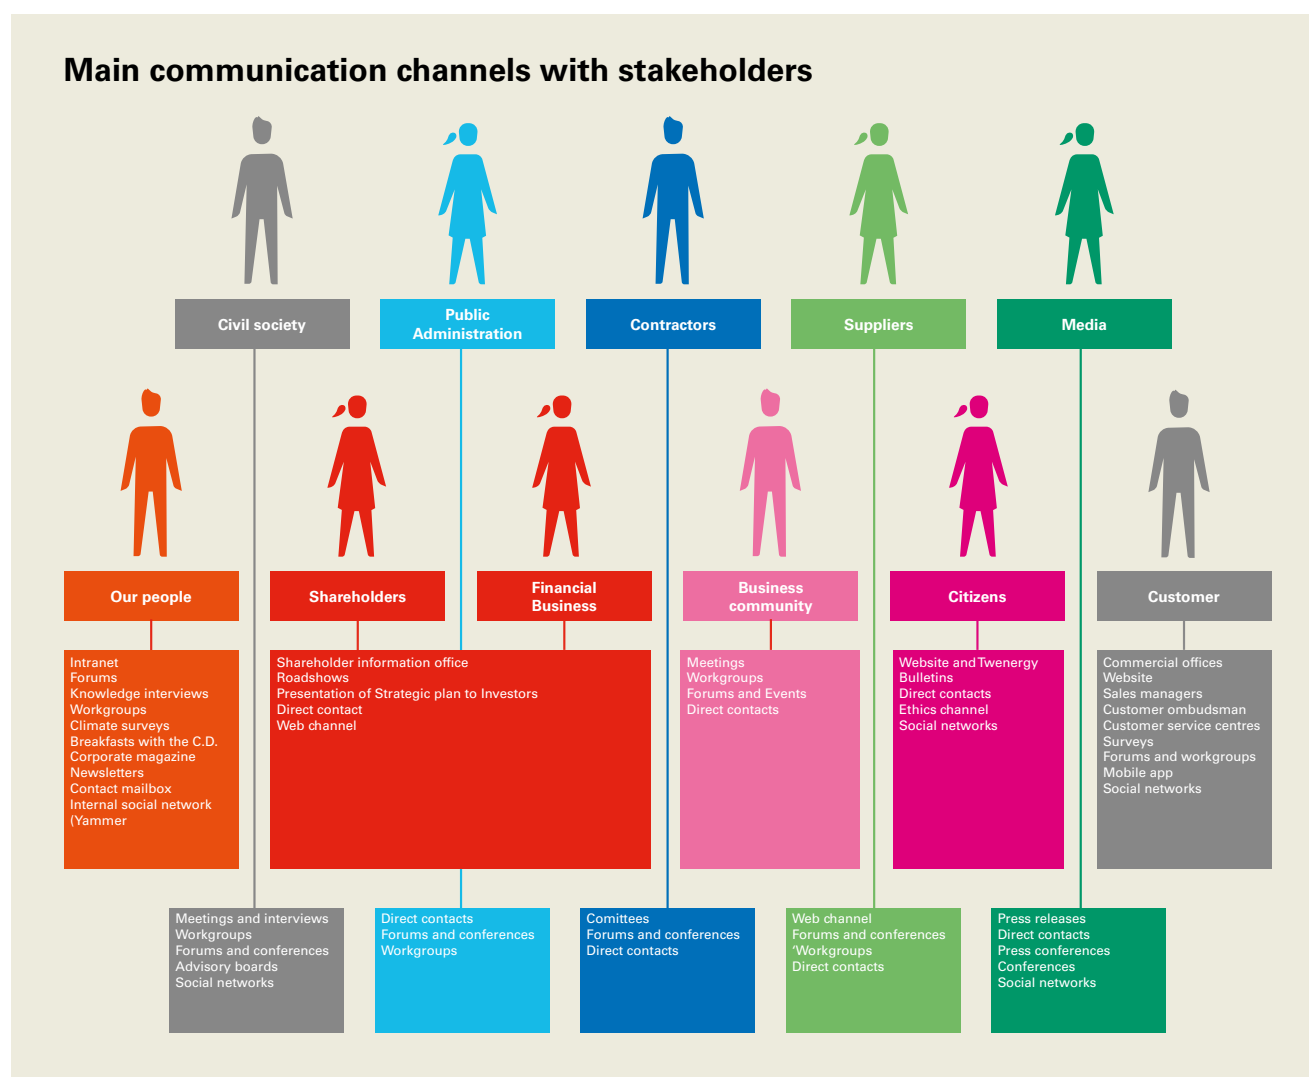 Main communication channels with stakeholders
Civil society
Public
Administration
Contractors
Suppliers
Media
Our people
Shareholders
Financial
Business
Business
community
Citizens
Customer
Intranet
Forums
Knowledge interviews
Workgroups
Climate surveys
Breakfasts with the C.D.
Corporate magazine
Newsletters
Contact mailbox
Internal social network
(Yammer
Shareholder information office
Roadshows
Presentation of Strategic plan to Investors
Direct contact
Web channel
Meetings
Workgroups
Forums and Events
Direct contacts
Website and Twenergy
Bulletins
Direct contacts
Ethics channel
Social networks
Commercial offices
Website
Sales managers
Customer ombudsman
Customer service centres
Surveys
Forums and workgroups
Mobile app
Social networks
Meetings and interviews
Workgroups
Forums and conferences
Advisory boards
Social networks
Direct contacts
Forums and conferences
Workgroups
Comittees
Forums and conferences
Direct contacts
Web channel
Forums and conferences
‘Workgroups
Direct contacts
Press releases
Direct contacts
Press conferences
Conferences
Social networks